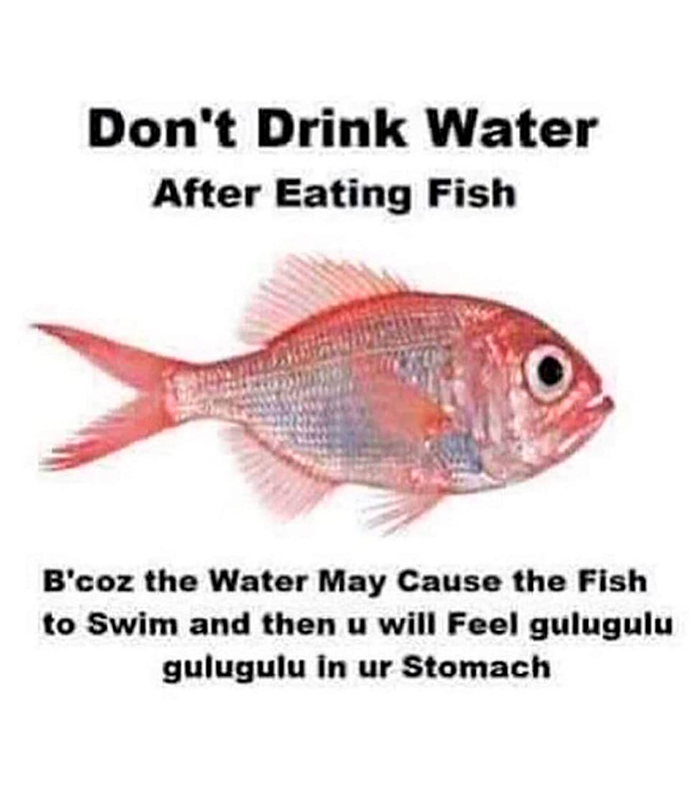 Don't Drink Water
After Eating Fish
B'coz the Water May Cause the Fish
to Swim and then u will Feel gulugulu
gulugulu in ur Stomach